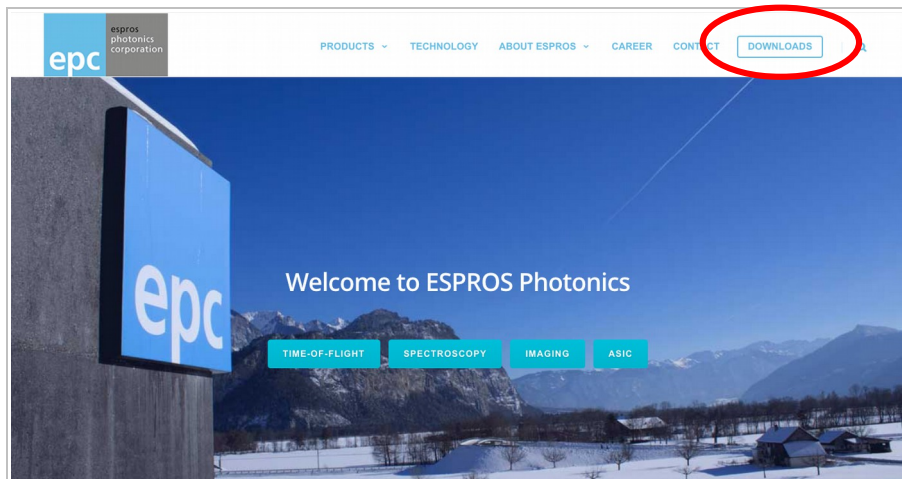 espros
photonics
corporation
epc
PRODUCTS TECHNOLOGY ABOUT ESPROS CAREER CONTACT DOWNLOADS
epc
Welcome to ESPROS Photonics
TIME-OF-FLIGHT SPECTROSCOPY IMAGING ASIC